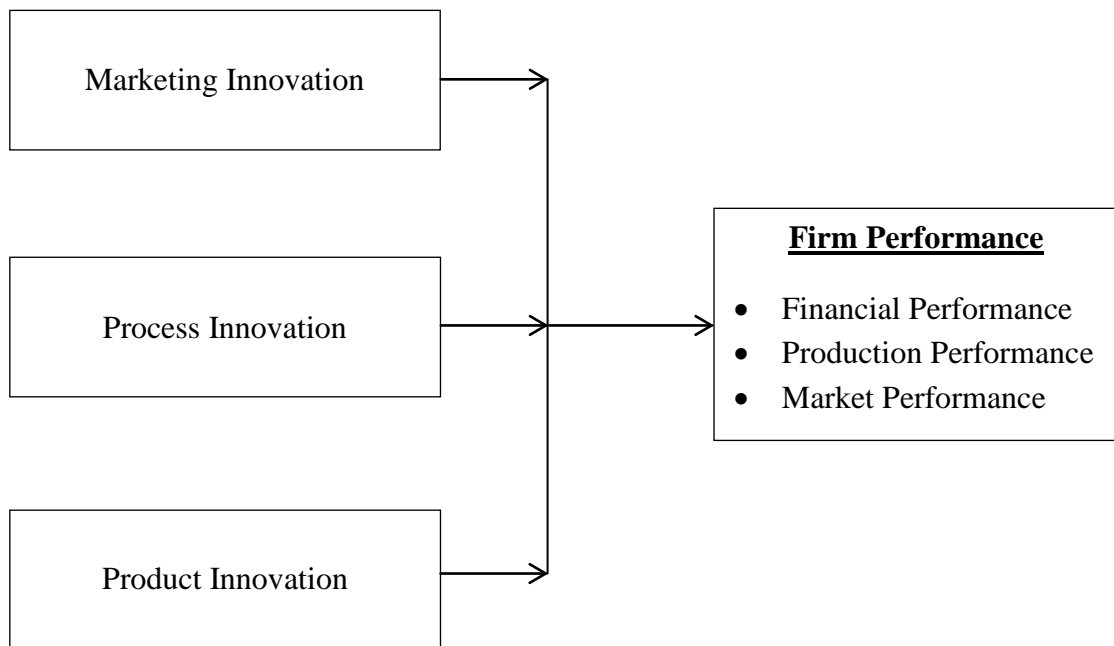 Marketing Innovation
Process Innovation
Product Innovation
Firm Performance
• Financial Performance
• Production Performance
• Market Performance